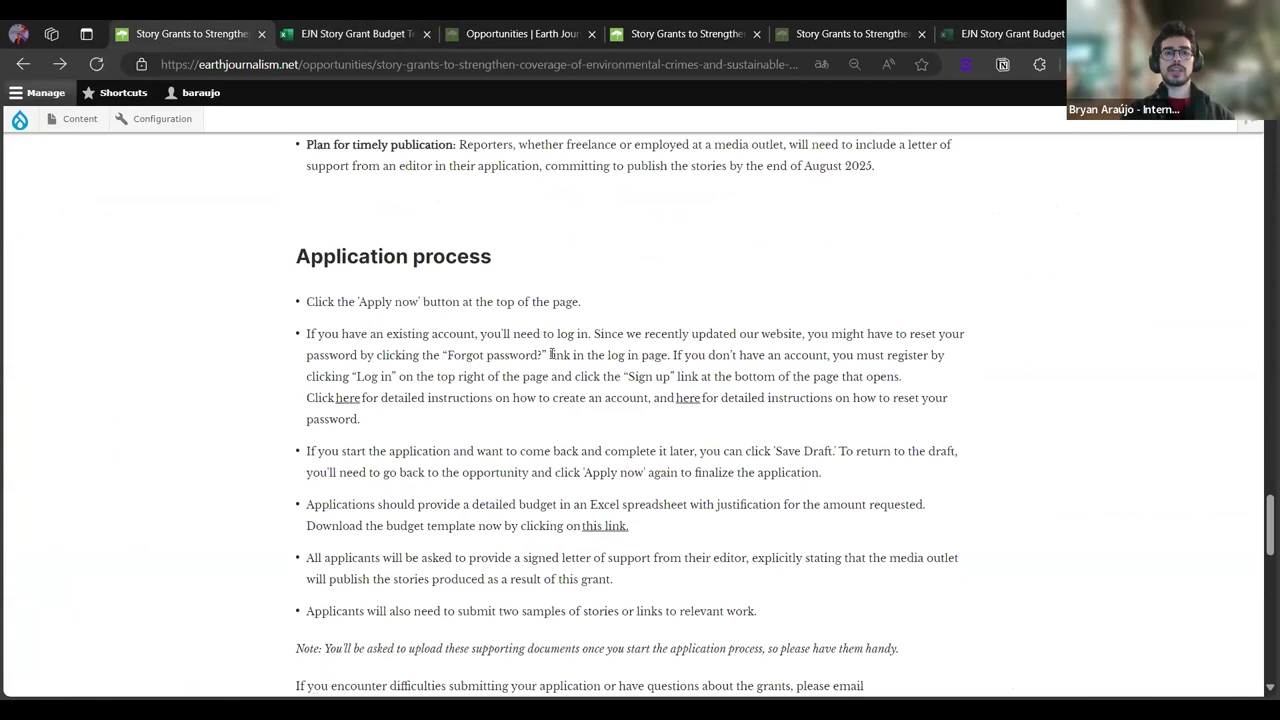 Story Grants to Strengthe
EJN Story Grant Budget Te
Opportunities | Earth Jour
Story Grants to Strengthe
Story Grants to Strengthe
EJN Story Grant Budget
https://earthjournalism.net/opportunities/story-grants-to-strengthen-coverage-of-environmental-crimes-and-sustainable-...
Bryan Araújo - Intern...
Manage
Shortcuts
baraujo
Content
Configuration
• Plan for timely publication: Reporters, whether freelance or employed at a media outlet, will need to include a letter of
support from an editor in their application, committing to publish the stories by the end of August 2025.
Application process
• Click the 'Apply now' button at the top of the page.
• If you have an existing account, you'll need to log in. Since we recently updated our website, you might have to reset your
password by clicking the “Forgot password?” link in the log in page. If you don’t have an account, you must register by
clicking “Log in” on the top right of the page and click the “Sign up” link at the bottom of the page that opens.
Click here for detailed instructions on how to create an account, and here for detailed instructions on how to reset your
password.
• If you start the application and want to come back and complete it later, you can click 'Save Draft.' To return to the draft,
you'll need to go back to the opportunity and click 'Apply now' again to finalize the application.
• Applications should provide a detailed budget in an Excel spreadsheet with justification for the amount requested.
Download the budget template now by clicking on this link.
• All applicants will be asked to provide a signed letter of support from their editor, explicitly stating that the media outlet
will publish the stories produced as a result of this grant.
• Applicants will also need to submit two samples of stories or links to relevant work.
Note: You'll be asked to upload these supporting documents once you start the application process, so please have them handy.
If you encounter difficulties submitting your application or have questions about the grants, please email